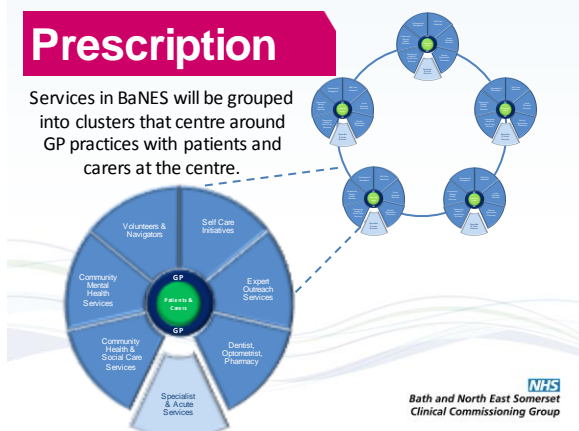 Prescription
Services in BaNES will be grouped
into clusters that centre around
GP practices with patients and
carers at the centre.
Volunteers &
Navigators
Self Care
Initiatives
Community
Mental
Health
Services
GP
Patients &
Carers
GP
Expert
Outreach
Services
Community
Health &
Social Care
Services
Dentist,
Optometrist,
Pharmacy
Specialist
& Acute
Services
NHS
Bath and North East Somerset
Clinical Commissioning Group